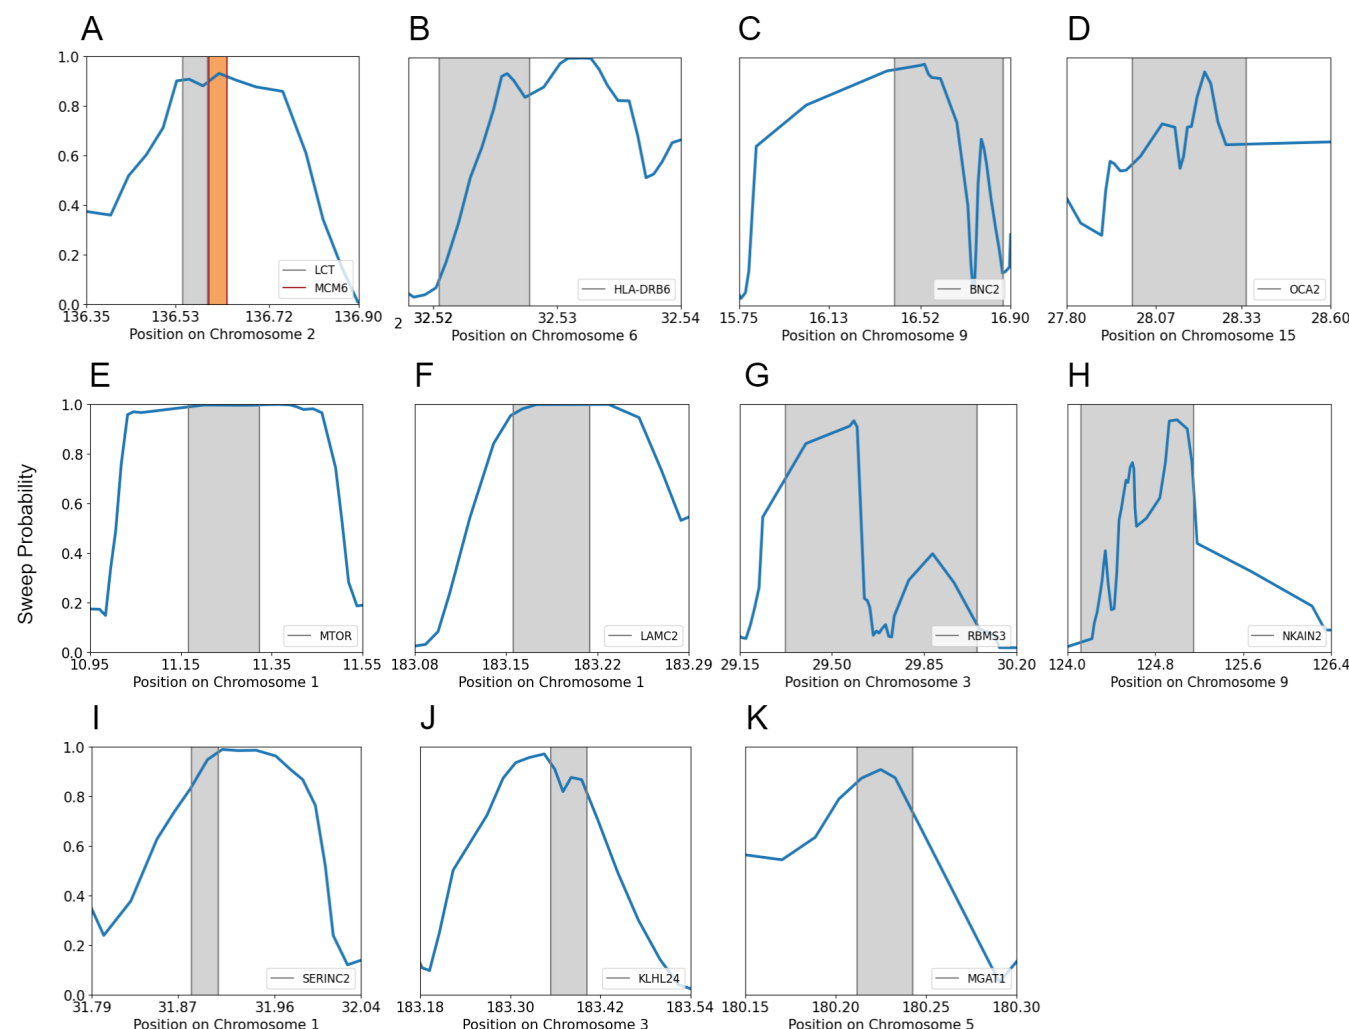 A
B
C
D
1.0
0.8
0.6
0.4
0.2
0.0
LCT
MCM6
HLA-DRB6
BNC2
OCA2
136.35 136.53 136.72 136.90
2 32.52 32.53 32.54
15.75 16.13 16.52 16.90
27.80 28.07 28.33 28.60
Position on Chromosome 2
Position on Chromosome 6
Position on Chromosome 9
Position on Chromosome 15
E
F
G
H
Sweep Probability
1.0
0.8
0.6
0.4
0.2
0.0
MTOR
LAMC2
RBMS3
NKAIN2
10.95 11.15 11.35 11.55
183.08 183.15 183.22 183.29
29.15 29.50 29.85 30.20
124.0 124.8 125.6 126.4
Position on Chromosome 1
Position on Chromosome 1
Position on Chromosome 3
Position on Chromosome 9
I
J
K
1.0
0.8
0.6
0.4
0.2
0.0
SERINC2
KLHL24
MGAT1
31.79 31.87 31.96 32.04
183.18 183.30 183.42 183.54
180.15 180.20 180.25 180.30
Position on Chromosome 1
Position on Chromosome 3
Position on Chromosome 5